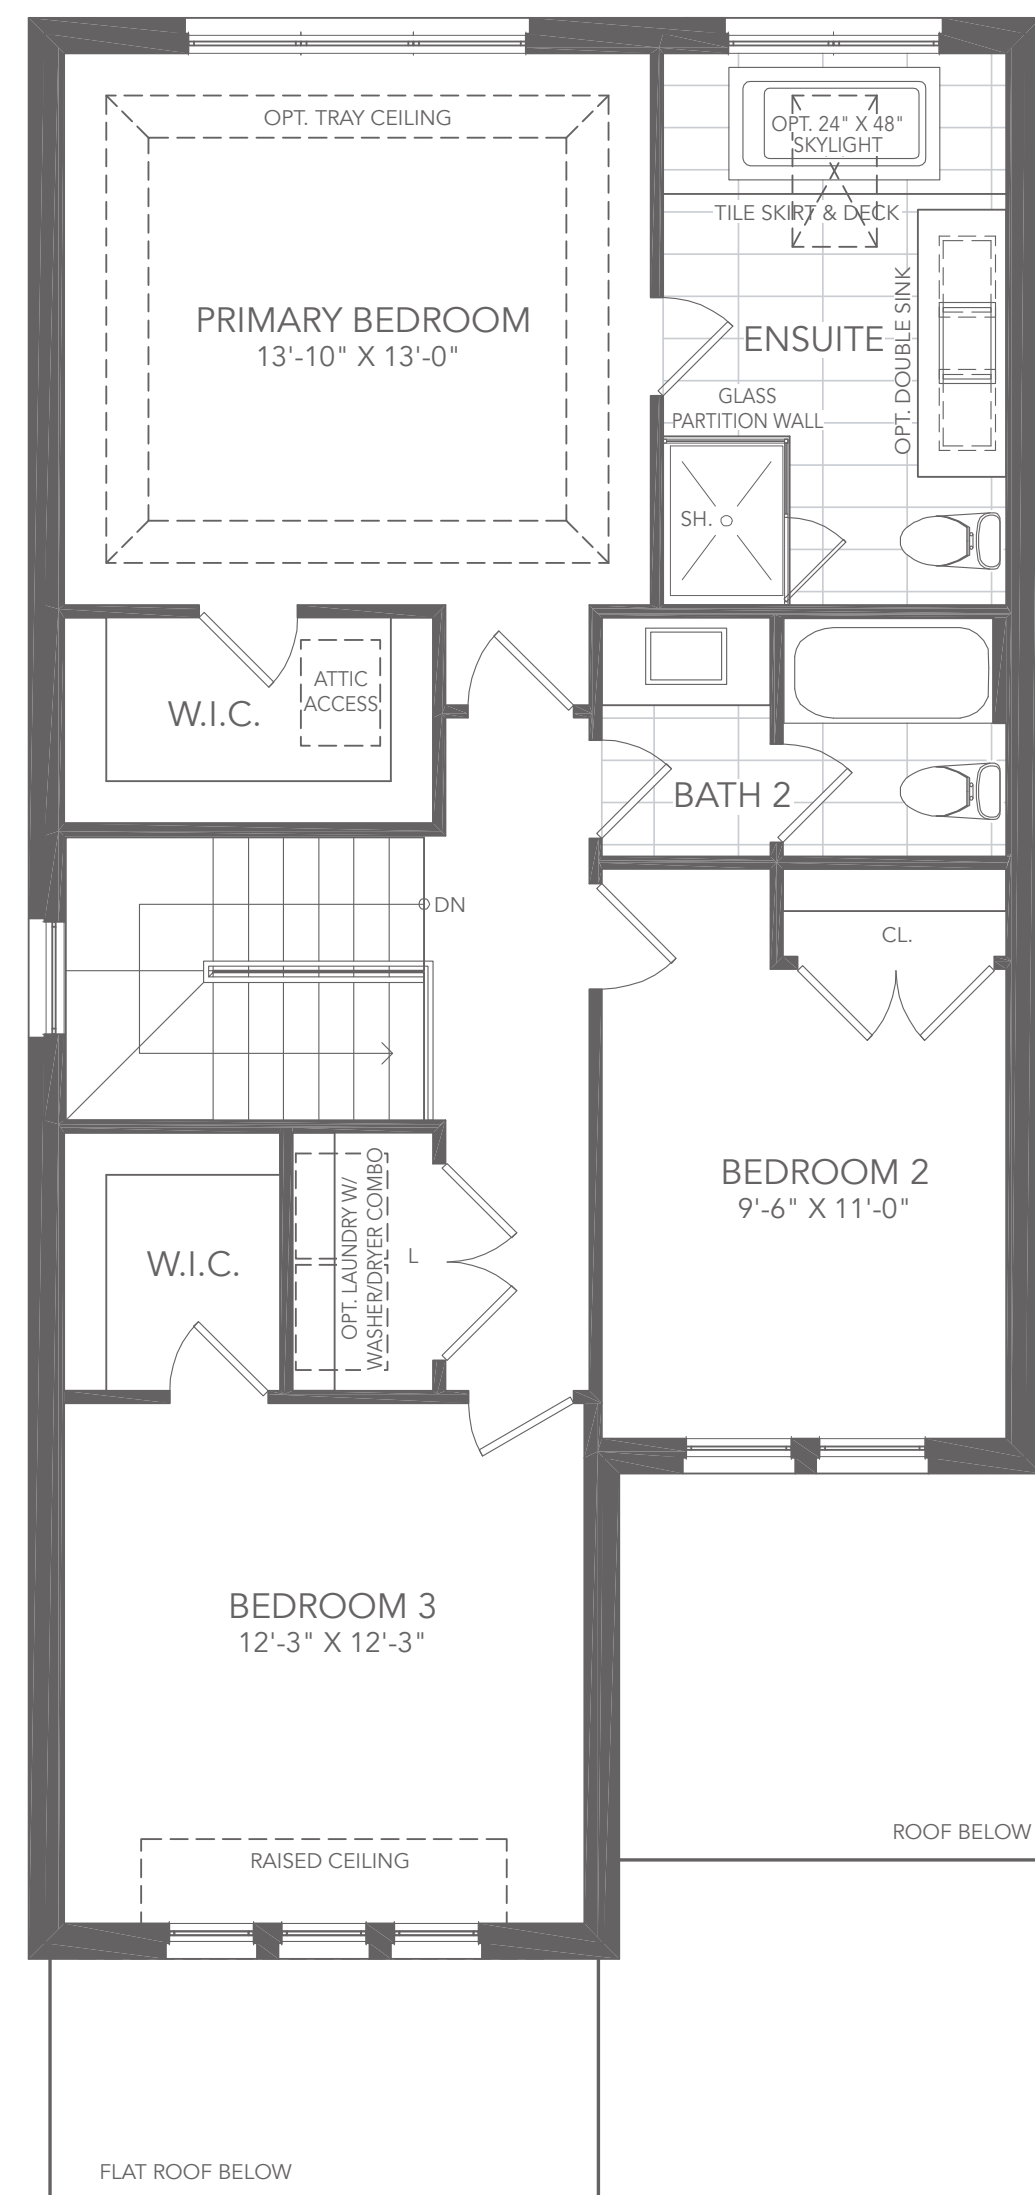 OPT. TRAY CEILING
PRIMARY BEDROOM
13'-10" X 13'-0"
OPT. 24" X 48"
SKYLIGHT
TILE SKIRT & DECK
ENSUITE
OPT. DOUBLE SINK
GLASS
PARTITION WALL
SH.
W.I.C.
ATTIC
ACCESS
BATH 2
DN
CL.
BEDROOM 2
9'-6" X 11'-0"
W.I.C.
OPT. LAUNDRY W/
WASHER/DRYER COMBO
L
BEDROOM 3
12'-3" X 12'-3"
RAISED CEILING
ROOF BELOW
FLAT ROOF BELOW